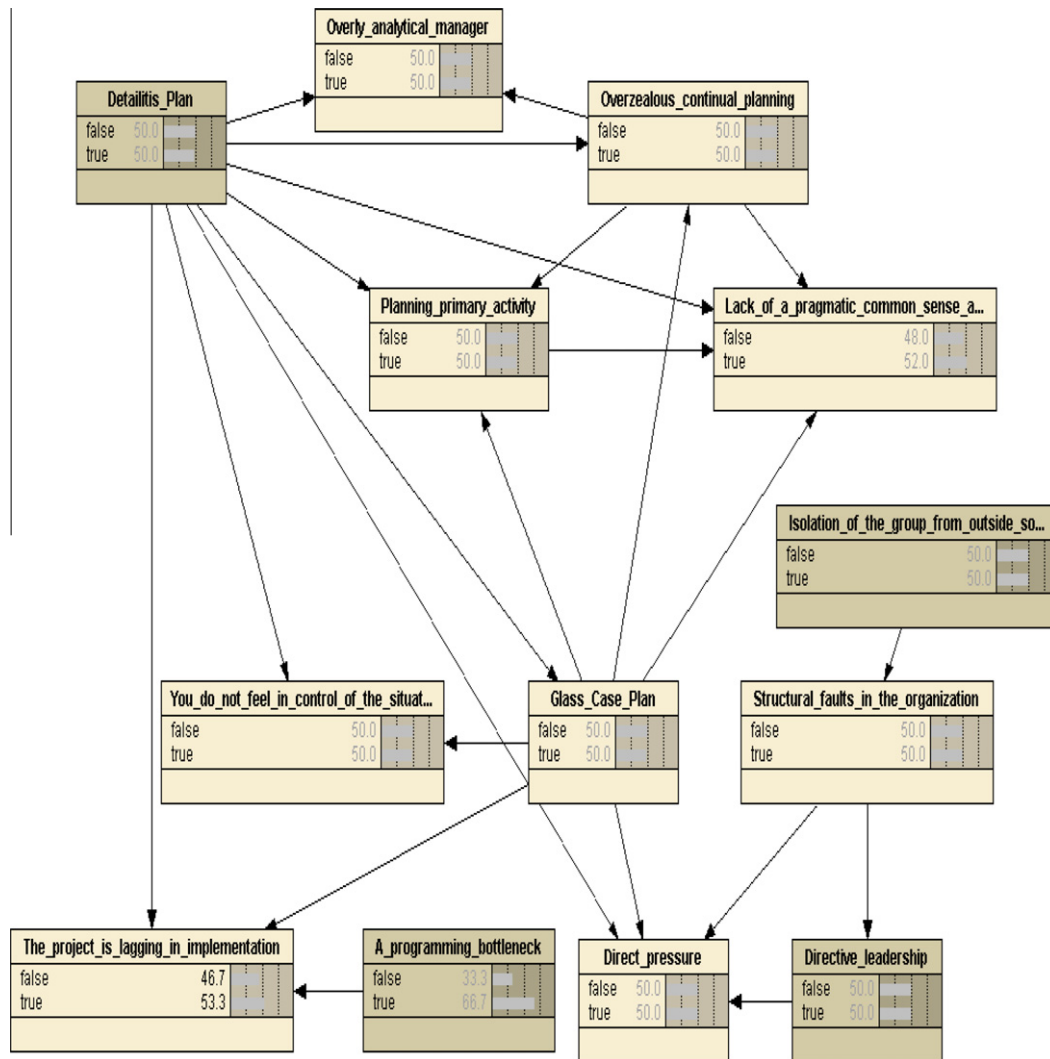 Overly_analytical_manager
false 50.0
true 50.0
Detailitis_Plan
false 50.0
true 50.0
Overzealous_continual_planning
false 50.0
true 50.0
Planning_primary_activity
false 50.0
true 50.0
Lack_of_a_pragmatic_common_sense_a...
false 48.0
true 52.0
Isolation_of_the_group_from_outside_so...
false 50.0
true 50.0
You_do_not_feel_in_control_of_the_situat...
false 50.0
true 50.0
Glass_Case_Plan
false 50.0
true 50.0
Structural_faults_in_the_organization
false 50.0
true 50.0
The_project_is_lagging_in_implementation
false 46.7
true 53.3
A_programming_bottleneck
false 33.3
true 66.7
Direct_pressure
false 50.0
true 50.0
Directive_leadership
false 50.0
true 50.0